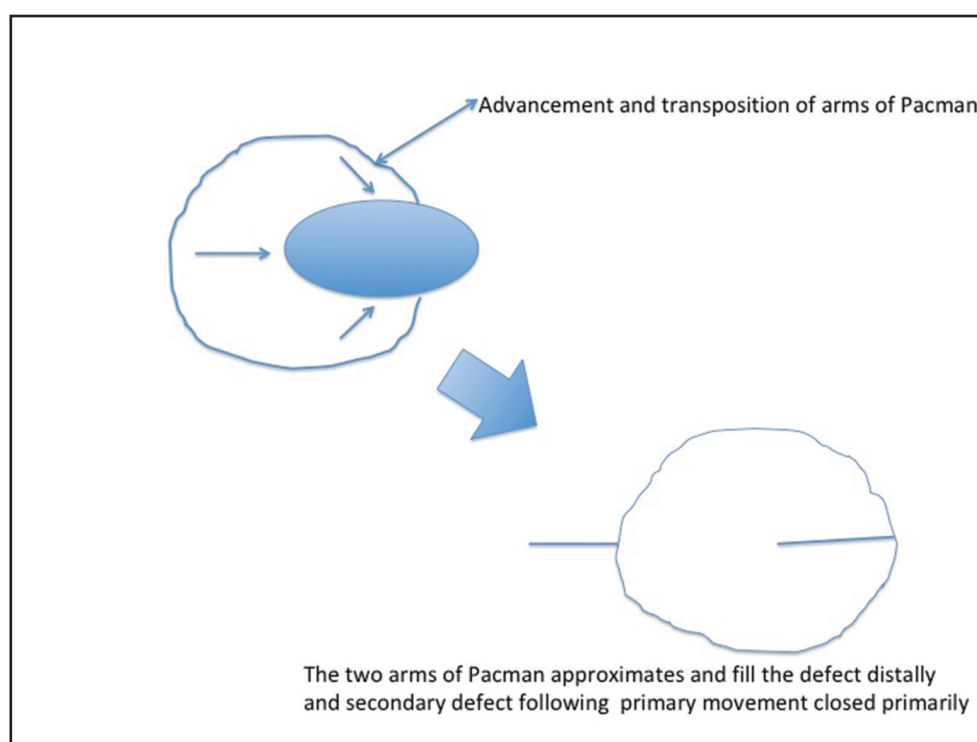 Advancement and transposition of arms of Pacman
The two arms of Pacman approximates and fill the defect distally
and secondary defect following primary movement closed primarily